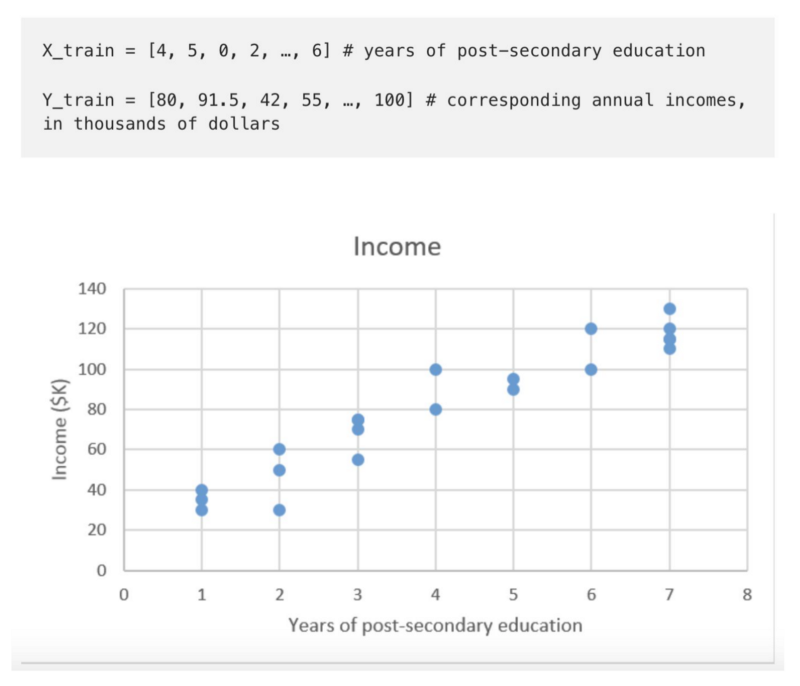 X_train = [4, 5, 0, 2, …, 6] # years of post-secondary education
Y_train = [80, 91.5, 42, 55, …, 100] # corresponding annual incomes,
in thousands of dollars
Income
140
120
100
80
60
40
20
0
Income ($K)
0 1 2 3 4 5 6 7 8
Years of post-secondary education